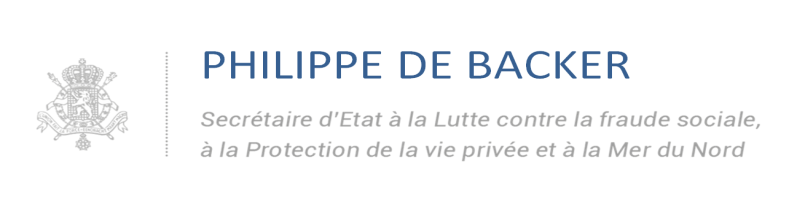 PHILIPPE DE BACKER
Secrétaire d'Etat à la Lutte contre la fraude sociale,
à la Protection de la vie privée et à la Mer du Nord